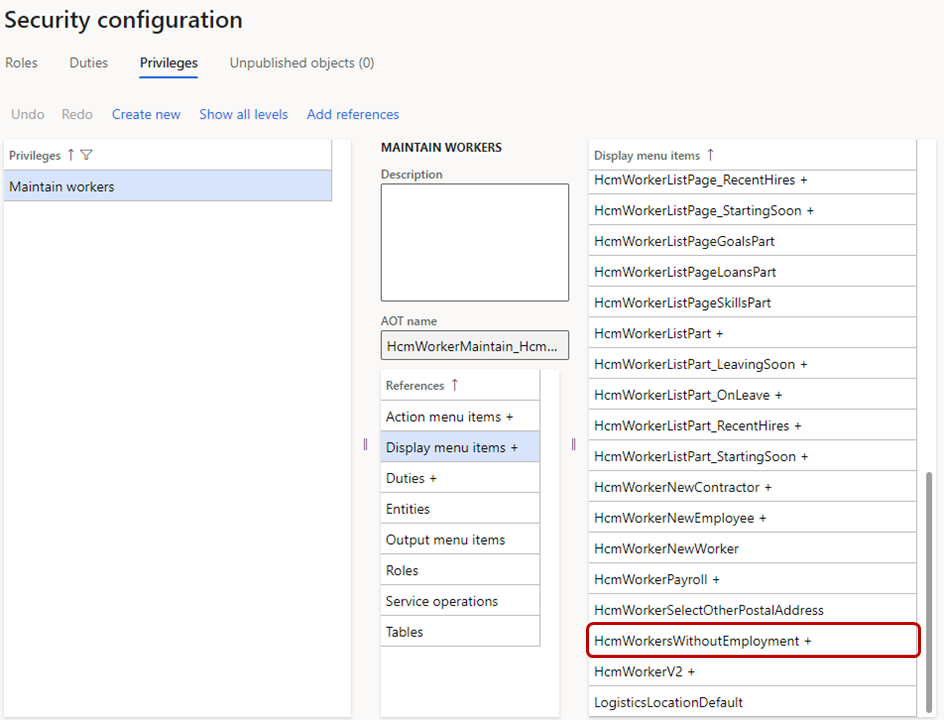 Security configuration
Roles Duties Privileges Unpublished objects (0)
Undo Redo Create new Show all levels Add references
Privileges ↑
Maintain workers
MAINTAIN WORKERS
Description
AOT name
HcmWorkerMaintain_Hcm...
References ↑
Action menu items +
Display menu items +
Duties +
Entities
Output menu items
Roles
Service operations
Tables
Display menu items ↑
HcmWorkerListPage_RecentHires +
HcmWorkerListPage_StartingSoon +
HcmWorkerListPageGoalsPart
HcmWorkerListPageLoansPart
HcmWorkerListPageSkillsPart
HcmWorkerListPart +
HcmWorkerListPart_LeavingSoon +
HcmWorkerListPart_OnLeave +
HcmWorkerListPart_RecentHires +
HcmWorkerListPart_StartingSoon +
HcmWorkerNewContractor +
HcmWorkerNewEmployee +
HcmWorkerNewWorker
HcmWorkerPayroll +
HcmWorkerSelectOtherPostalAddress
HcmWorkersWithoutEmployment +
HcmWorkerV2 +
LogisticsLocationDefault